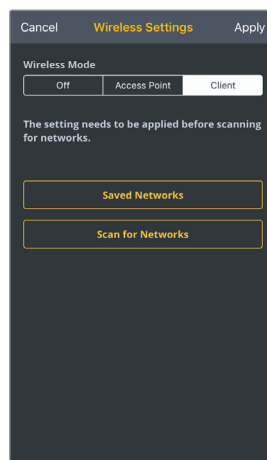 Cancel Wireless Settings Apply
Wireless Mode
Off Access Point Client
The setting needs to be applied before scanning
for networks.
Saved Networks
Scan for Networks